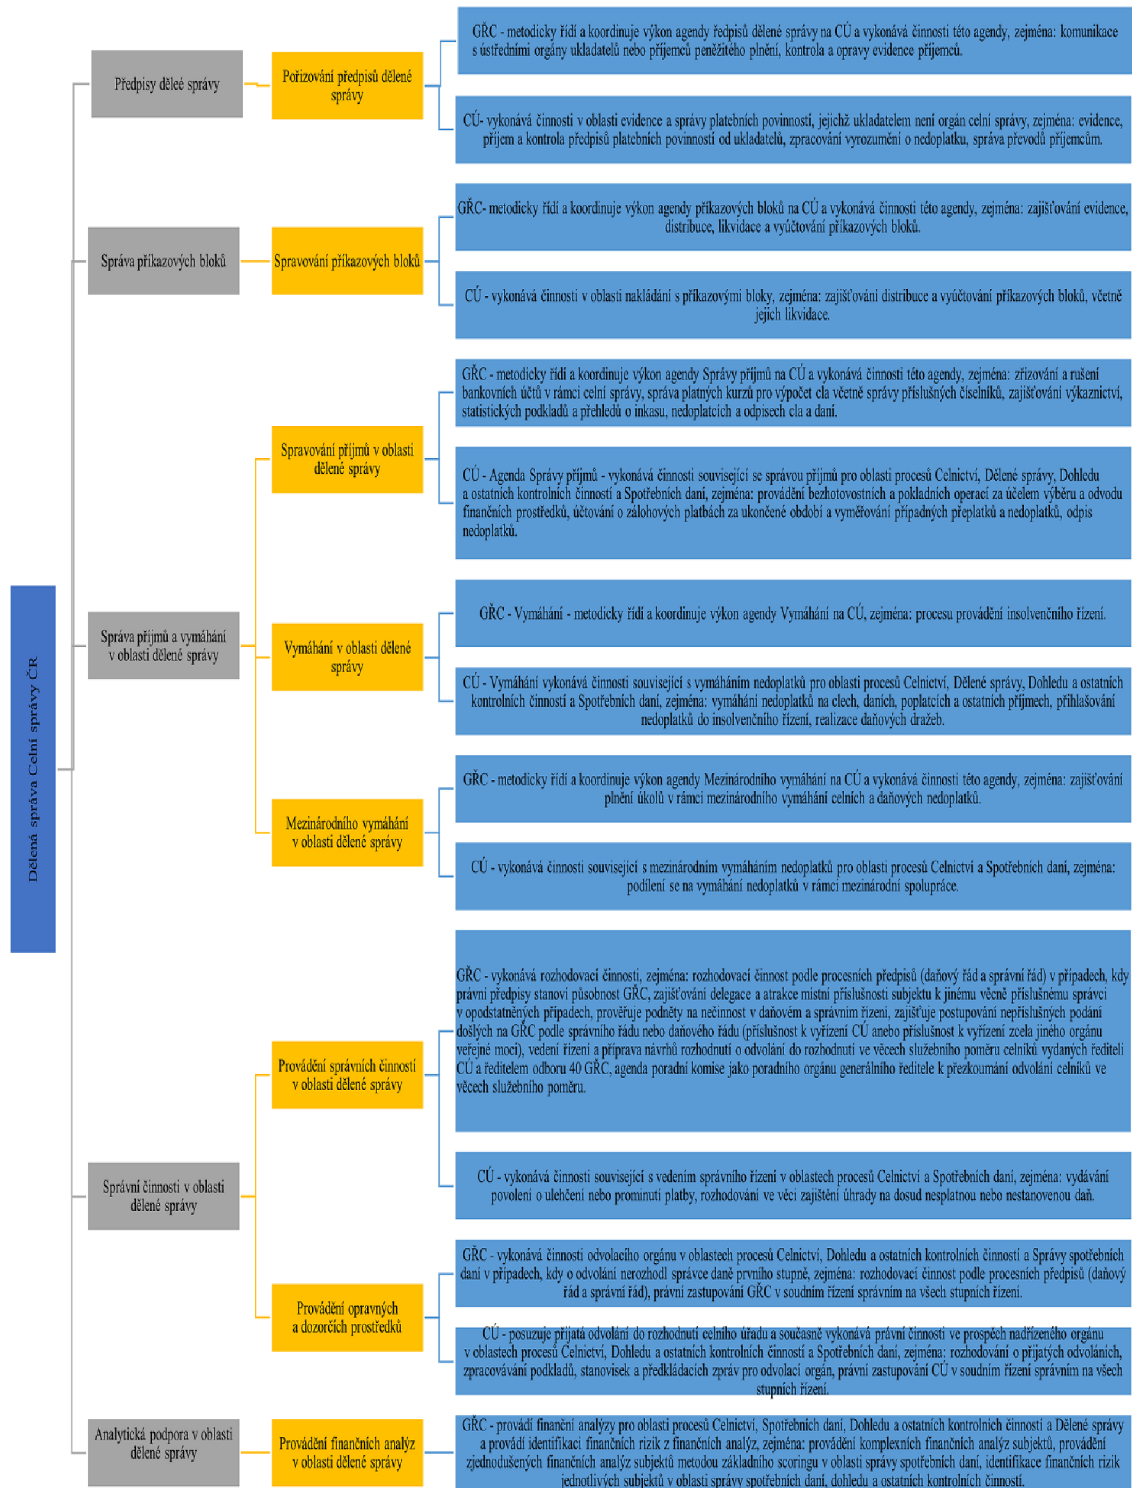 Dělená správa Celní správy ČR
Předpisy děleé správy
Pořizování předpisů dělené
správy
GŘC - metodicky řídí a koordinuje výkon agendy ředpisů dělené správy na CÚ a vykonává činnosti této agendy, zejména: komunikace
s ústředními orgány ukladatelů nebo příjemců peněžitého plnění, kontrola a opravy evidence příjemců.
CÚ- vykonává činnosti v oblasti evidence a správy platebních povinností, jejichž ukladatelem není orgán celní správy, zejména: evidence,
příjem a kontrola předpisů platebních povinností od ukladatelů, zpracování vyrozumění o nedoplatku, správa převodů příjemcům.
Správa příkazových bloků
Spravování příkazových bloků
GŘC- metodicky řídí a koordinuje výkon agendy příkazových bloků na CÚ a vykonává činnosti této agendy, zejména: zajišťování evidence,
distribuce, likvidace a vyúčtování příkazových bloků.
CÚ - vykonává činnosti v oblasti nakládání s příkazovými bloky, zejména: zajišťování distribuce a vyúčtování příkazových bloků, včetně
jejich likvidace.
Správa příjmů a vymáhání
v oblasti dělené správy
Spravování příjmů v oblasti
dělené správy
GŘC - metodicky řídí a koordinuje výkon agendy Správy příjmů na CÚ a vykonává činnosti této agendy, zejména: zřizování a rušení
bankovních účtů v rámci celní správy, správa platných kurzů pro výpočet cla včetně správy příslušných číselníků, zajišťování výkaznictví,
statistických podkladů a přehledů o inkasu, nedoplatcích a odpisech cla a daní.
CÚ - Agenda Správy příjmů - vykonává činnosti související se správou příjmů pro oblasti procesů Celnictví, Dělené správy, Dohledu
a ostatních kontrolních činností a Spotřebních daní, zejména: provádění bezhotovostních a pokladních operací za účelem výběru a odvodu
finančních prostředků, účtování o zálohových platbách za ukončené období a vyměřování případných přeplatků a nedoplatků, odpis
nedoplatků.
Vymáhání v oblasti dělené
správy
GŘC - Vymáhání - metodicky řídí a koordinuje výkon agendy Vymáhání na CÚ, zejména: procesu provádění insolvenčního řízení.
CÚ - Vymáhání vykonává činnosti související s vymáháním nedoplatků pro oblasti procesů Celnictví, Dělené správy, Dohledu a ostatních
kontrolních činností a Spotřebních daní, zejména: vymáhání nedoplatků na clech, daních, poplatcích a ostatních příjmech, přihlašování
nedoplatků do insolvenčního řízení, realizace daňových dražeb.
Mezinárodního vymáhání
v oblasti dělené správy
GŘC - metodicky řídí a koordinuje výkon agendy Mezinárodního vymáhání na CÚ a vykonává činnosti této agendy, zejména: zajišťování
plnění úkolů v rámci mezinárodního vymáhání celních a daňových nedoplatků.
CÚ - vykonává činnosti související s mezinárodním vymáháním nedoplatků pro oblasti procesů Celnictví a Spotřebních daní, zejména:
podílení se na vymáhání nedoplatků v rámci mezinárodní spolupráce.
Správní činnosti v oblasti
dělené správy
Provádění správních činností
v oblasti dělené správy
GŘC - vykonává rozhodovací činnosti, zejména: rozhodovací činnost podle procesních předpisů (daňový řád a správní řád) v případech, kdy
právní předpisy stanoví působnost GŘC, zajišťování delegace a atrakce místní příslušnosti subjektu k jinému věcně příslušnému správci
v opodstatněných případech, prověřuje podněty na nečinnost v daňovém a správním řízení, zajišťuje postupování nepříslušných podání
došlých na GŘC podle správního řádu nebo daňového řádu (příslušnost k vyřízení CÚ anebo příslušnost k vyřízení zcela jiného orgánu
veřejné moci), vedení řízení a příprava návrhů rozhodnutí o odvolání do rozhodnutí ve věcech služebního poměru celníků vydaných řediteli
CÚ a ředitelem odboru 40 GŘC, agenda poradní komise jako poradního orgánu generálního ředitele k přezkoumání odvolání celníků ve
věcech služebního poměru.
CÚ - vykonává činnosti související s vedením správního řízení v oblastech procesů Celnictví a Spotřebních daní, zejména: vydávání
povolení o ulehčení nebo prominutí platby, rozhodování ve věci zajištění úhrady na dosud nesplatnou nebo nestanovenou daň.
Provádění opravných
a dozorčích prostředků
GŘC - vykonává činnosti odvolacího orgánu v oblastech procesů Celnictví, Dohledu a ostatních kontrolních činností a Správy spotřebních
daní v případech, kdy o odvolání nerozhodl správce daně prvního stupně, zejména: rozhodovací činnost podle procesních předpisů (daňový
řád a správní řád), právní zastupování GŘC v soudním řízení správním na všech stupních řízení.
CÚ - posuzuje přijatá odvolání do rozhodnutí celního úřadu a současně vykonává právní činnosti ve prospěch nadřízeného orgánu
v oblastech procesů Celnictví, Dohledu a ostatních kontrolních činností a Spotřebních daní, zejména: rozhodování o přijatých odvoláních,
zpracovávání podkladů, stanovisek a předkládacích zpráv pro odvolací orgán, právní zastupování CÚ v soudním řízení správním na všech
stupních řízení.
Analytická podpora v oblasti
dělené správy
Provádění finančních analýz
v oblasti dělené správy
GŘC - provádí finanční analýzy pro oblasti procesů Celnictví, Spotřebních daní, Dohledu a ostatních kontrolních činností a Dělené správy
a provádí identifikaci finančních rizik z finančních analýz, zejména: provádění komplexních finančních analýz subjektů, provádění
zjednodušených finančních analýz subjektů metodou základního scoringu v oblasti správy spotřebních daní, identifikace finančních rizik
jednotlivých subjektů v oblasti správy spotřebních daní, dohledu a ostatních kontrolních činností.